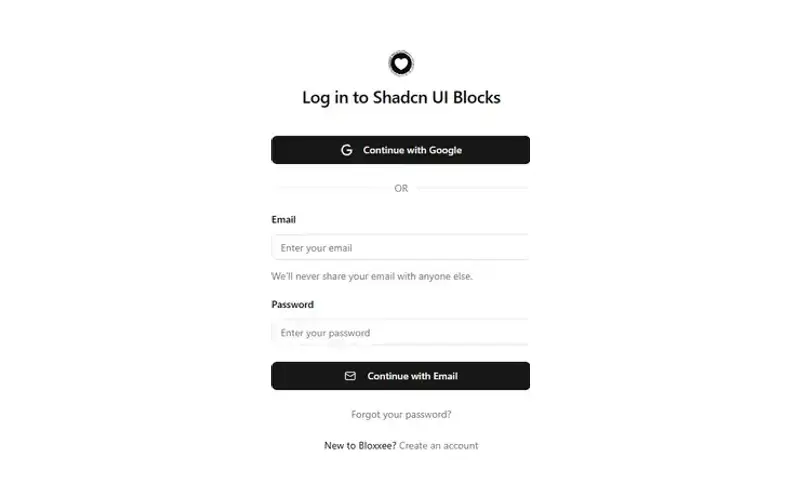 Log in to Shadcn UI Blocks
Continue with Google
OR
Email
Enter your email
We'll never share your email with anyone else.
Password
Enter your password
Continue with Email
Forgot your password?
New to Bloxxee? Create an account